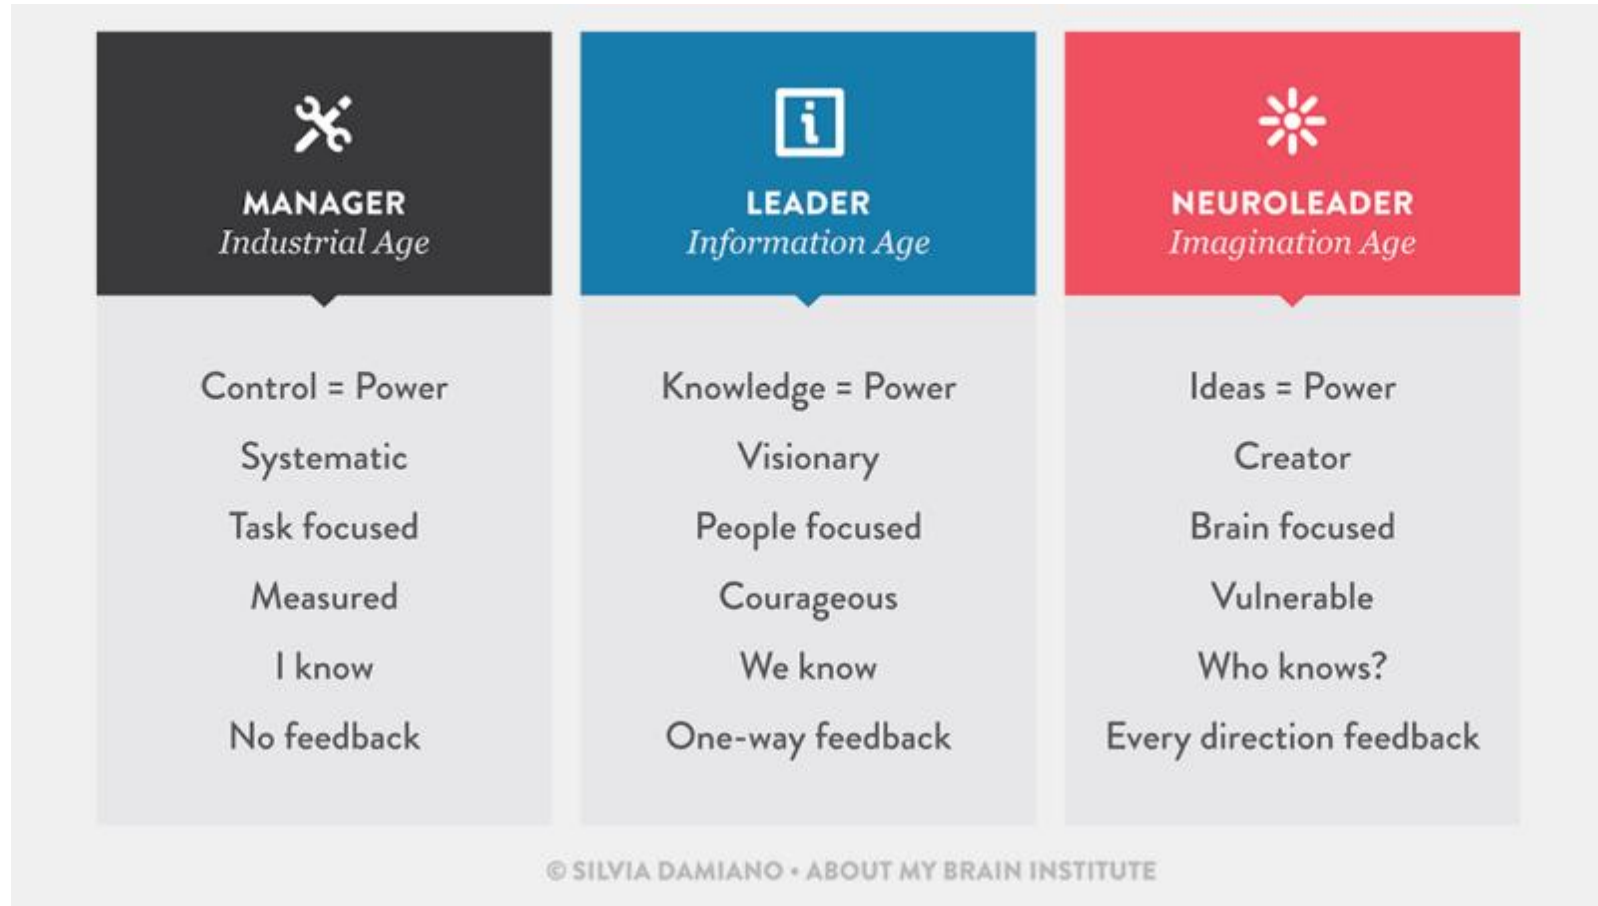 MANAGER
Industrial Age
Control = Power
Systematic
Task focused
Measured
I know
No feedback
LEADER
Information Age
Knowledge = Power
Visionary
People focused
Courageous
We know
One-way feedback
NEUROLEADER
Imagination Age
Ideas = Power
Creator
Brain focused
Vulnerable
Who knows?
Every direction feedback
© SILVIA DAMIANO • ABOUT MY BRAIN INSTITUTE